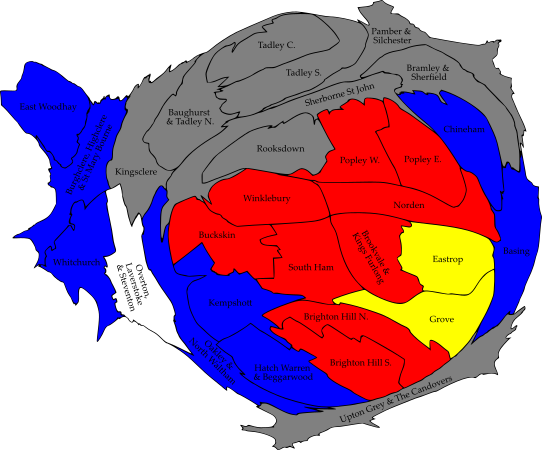 Pamber &
Silchester
Tadley C.
Tadley S.
Bramley &
Sherfield
Sherborne St John
East Woodhay
Baughurst
& Tadley N.
Burghclere, Highclere
& St Mary Bourne
Chineham
Rooksdown
Popley W.
Popley E.
Kingsclere
Winklebury
Norden
Buckskin
Brookvale &
Kings Furlong
Basing
Eastrop
Whitchurch
South Ham
Overton,
Laverstoke
& Steventon
Kempshott
Brighton Hill N.
Grove
Oakley &
North Waltham
Hatch Warren
& Beggarwood
Brighton Hill S.
Upton Grey & The Candovers